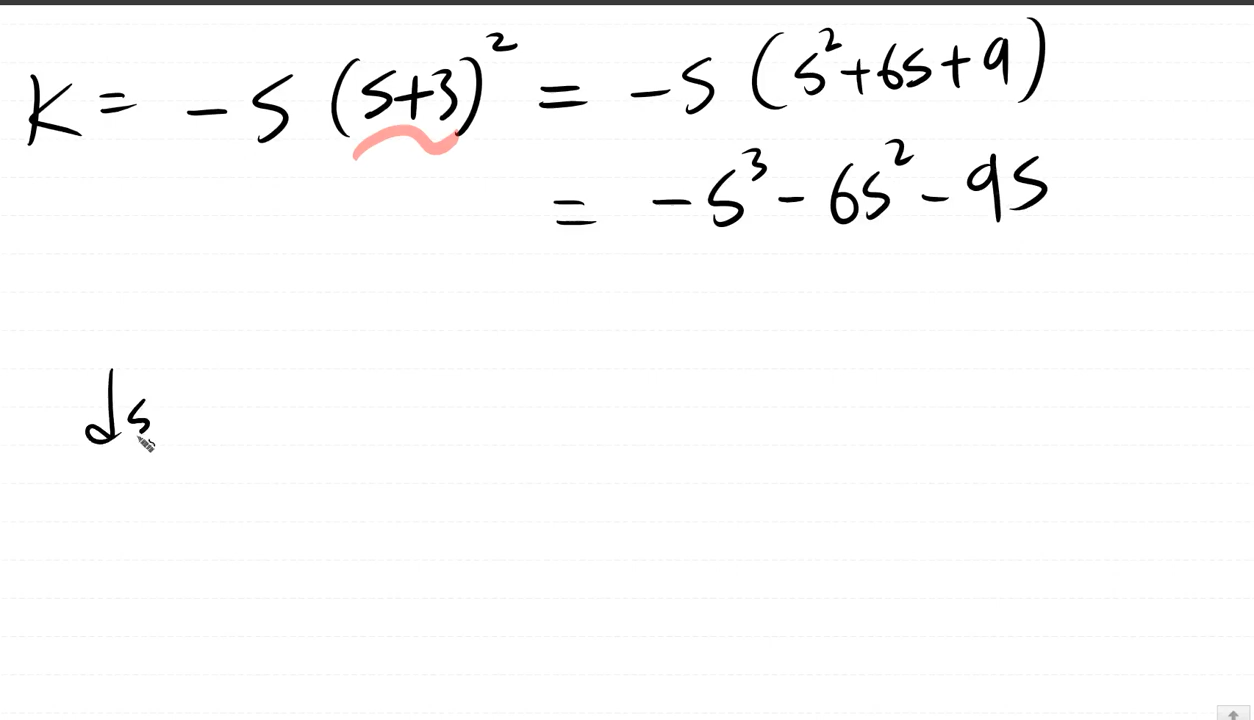 K = - s (s+3)² = - s (s²+6s+9)
= - s³ - 6s² - 9s
ds